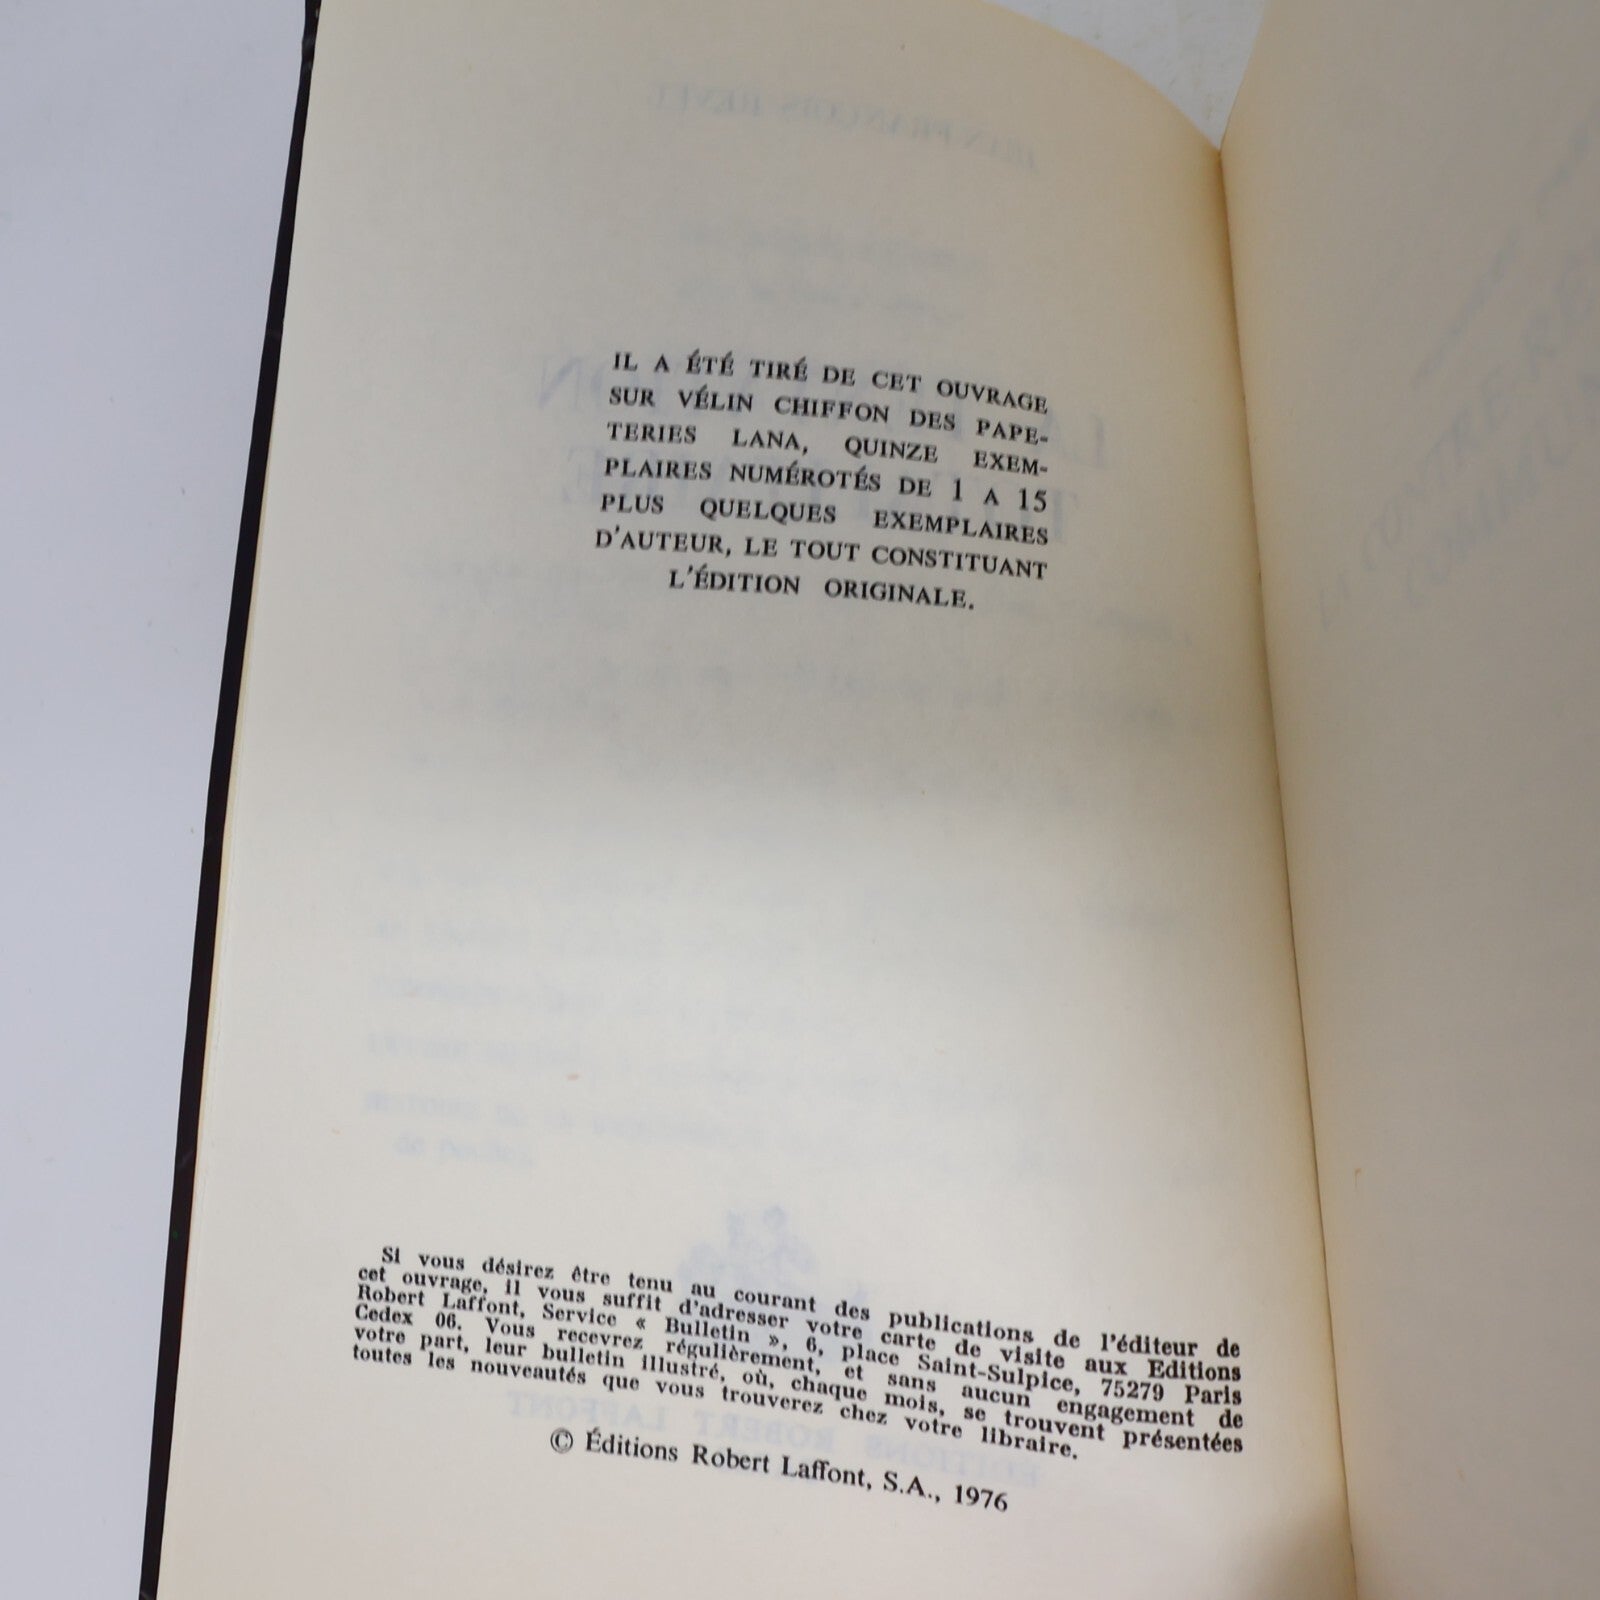 IL A ÉTÉ TIRÉ DE CET OUVRAGE
SUR VÉLIN CHIFFON DES PAPE-
TERIES LANA, QUINZE EXEM-
PLAIRES NUMÉROTÉS DE 1 A 15
PLUS QUELQUES EXEMPLAIRES
D'AUTEUR, LE TOUT CONSTITUANT
L'ÉDITION ORIGINALE.
Si vous désirez être tenu au courant des publications de l'éditeur de
cet ouvrage, il vous suffit d'adresser votre carte de visite aux Editions
Robert Laffont, Service « Bulletin », 6, place Saint-Sulpice, 75279 Paris
Cedex 06. Vous recevrez régulièrement, et sans aucun engagement de
votre part, leur bulletin illustré, où, chaque mois, se trouvent présentées
toutes les nouveautés que vous trouverez chez votre libraire.
© Éditions Robert Laffont, S.A., 1976